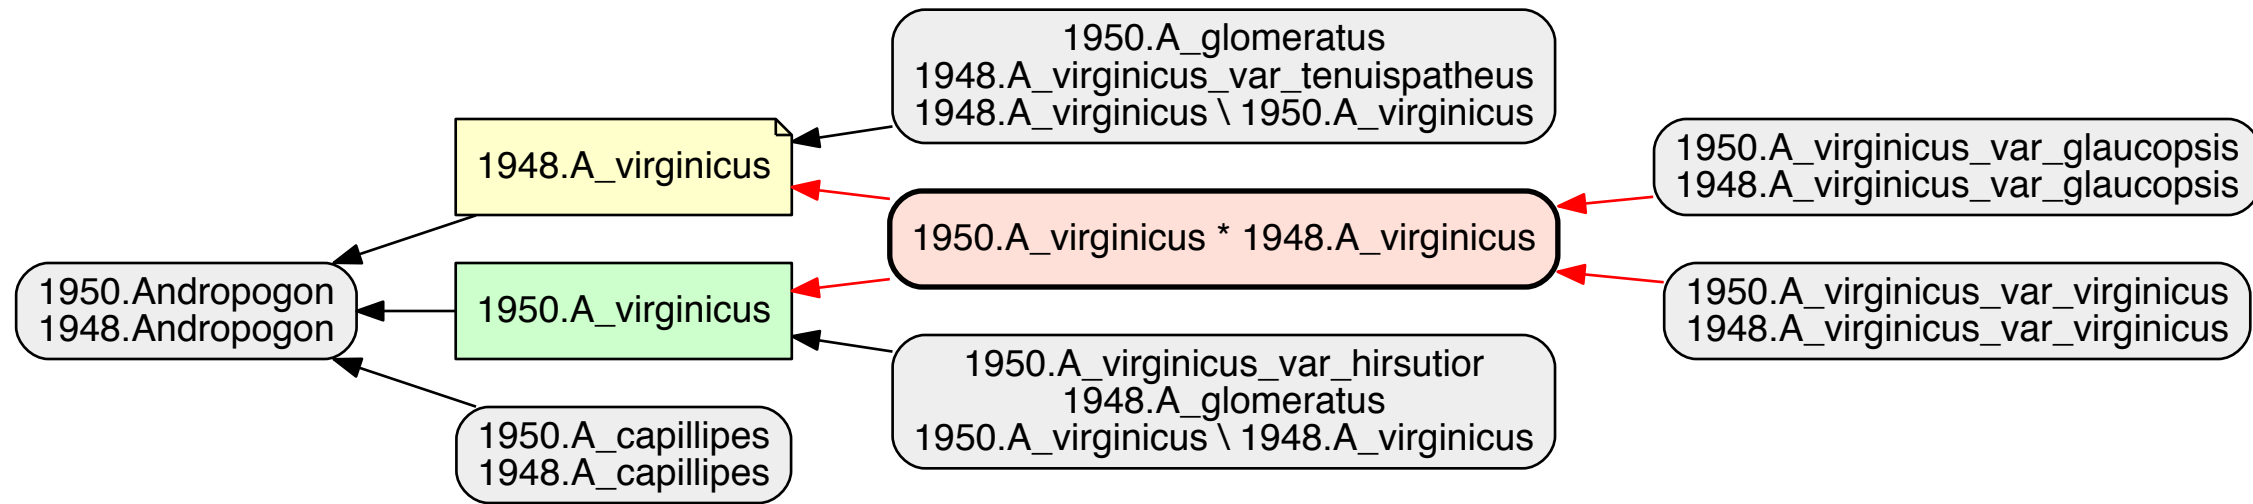 1950.A_glomeratus
1948.A_virginicus_var_tenuispatheus
1948.A_virginicus \ 1950.A_virginicus
1948.A_virginicus
1950.A_virginicus_var_glaucopsis
1948.A_virginicus_var_glaucopsis
1950.A_virginicus * 1948.A_virginicus
1950.Andropogon
1948.Andropogon
1950.A_virginicus
1950.A_virginicus_var_virginicus
1948.A_virginicus_var_virginicus
1950.A_virginicus_var_hirsutior
1948.A_glomeratus
1950.A_virginicus \ 1948.A_virginicus
1950.A_capillipes
1948.A_capillipes